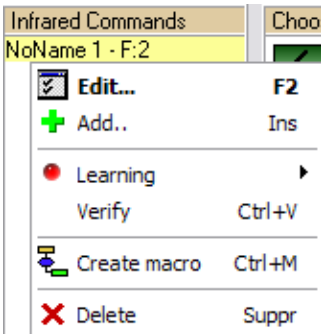 Infrared Commands Choo
NoName 1 - F:2
Edit... F2
Add.. Ins
Learning
Verify Ctrl+V
Create macro Ctrl+M
Delete Suppr